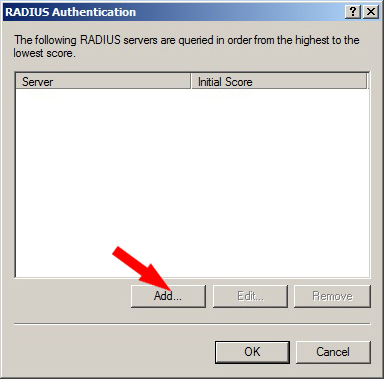 RADIUS Authentication
The following RADIUS servers are queried in order from the highest to the
lowest score.
Server Initial Score
Add... Edit... Remove
OK Cancel